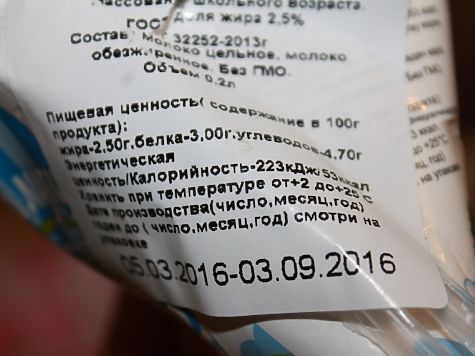 школьного возраста.
доля жира 2.5%
ГОСТ 32252-2013г
Состав: молоко цельное, молоко
обезжиренное. Без ГМО.
Объем 0.2л
Пищевая ценность( содержание в 100г
продукта):
жира-2,50г.белка-3,00г.углеводов-4,70г
Энергетическая
ценность/Калорийность-223кДж/53ккал
Хранить при температуре от+2 до+25 С
Дата производства(число,месяц,год)
годен до ( число,месяц,год) смотри на
упаковке
05.03.2016-03.09.2016